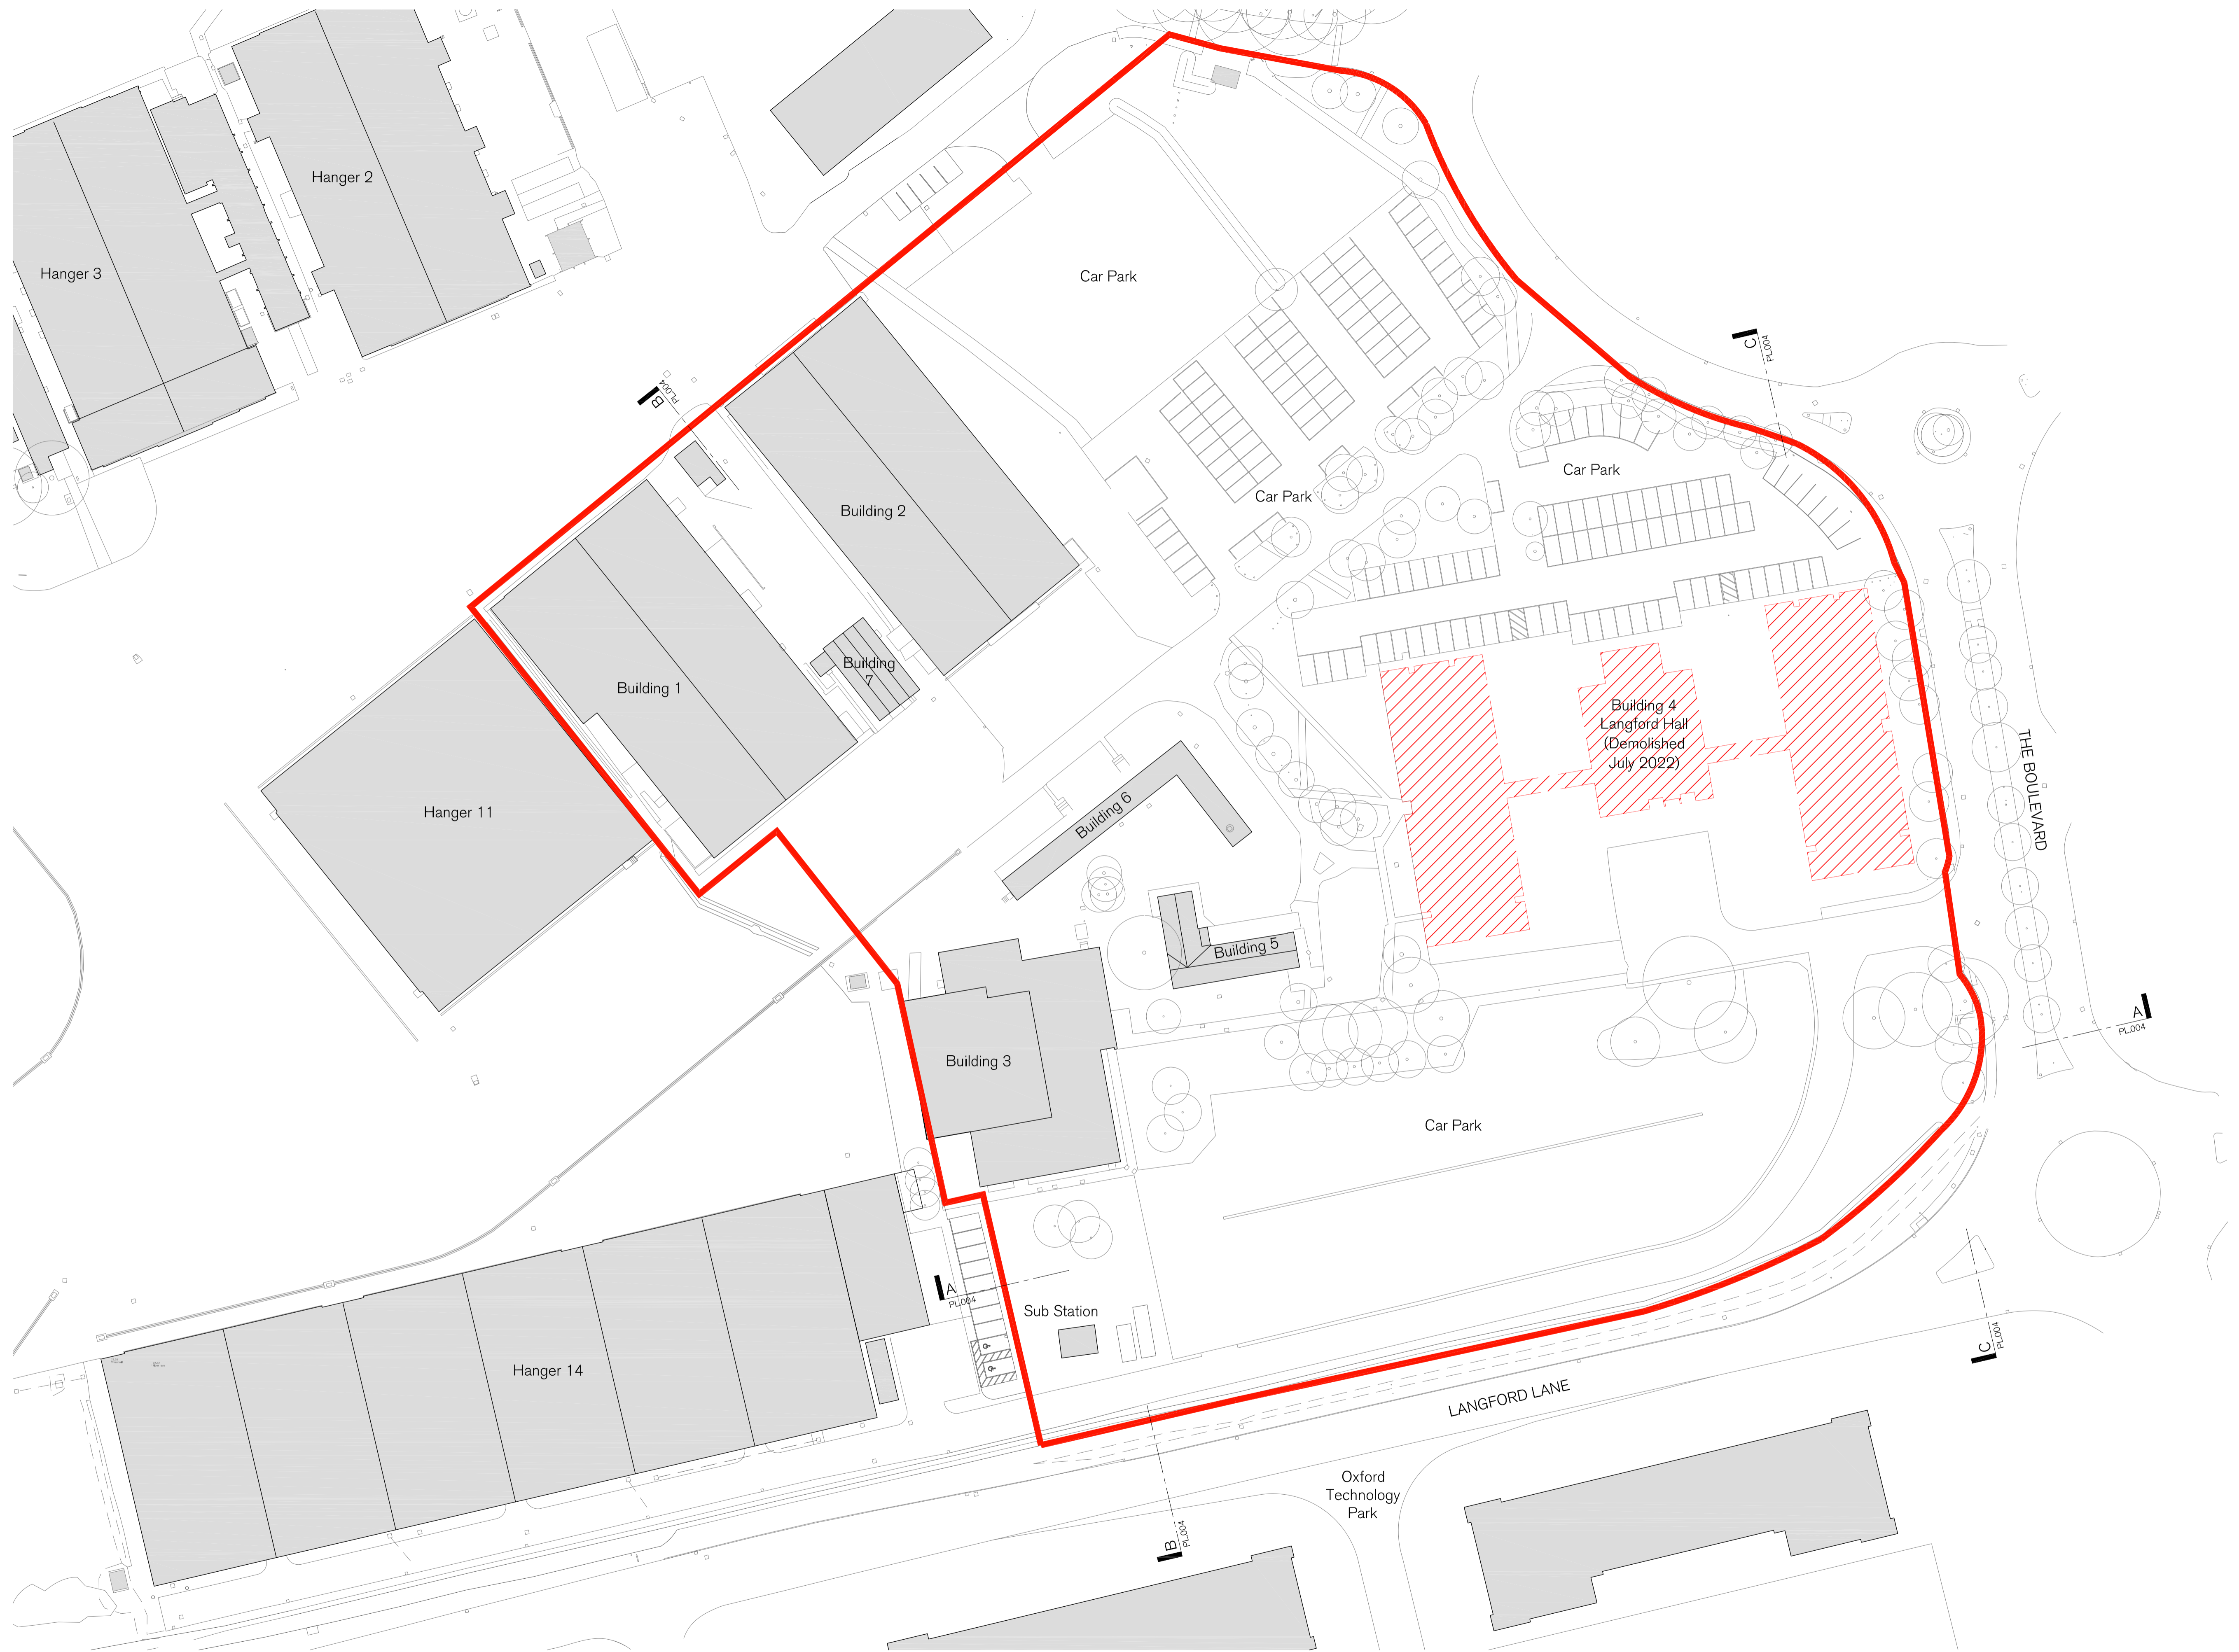 Hanger 2
Hanger 3
Car Park
C
PL004
B
PL004
Car Park
Car Park
Building 2
Building
7
Building 1
Building 4
Langford Hall
(Demolished
July 2022)
THE BOULEVARD
Hanger 11
Building 6
Building 5
A
PL004
Building 3
Car Park
A
PL004
Sub Station
C
PL004
Hanger 14
LANGFORD LANE
Oxford
Technology
Park
B
PL004